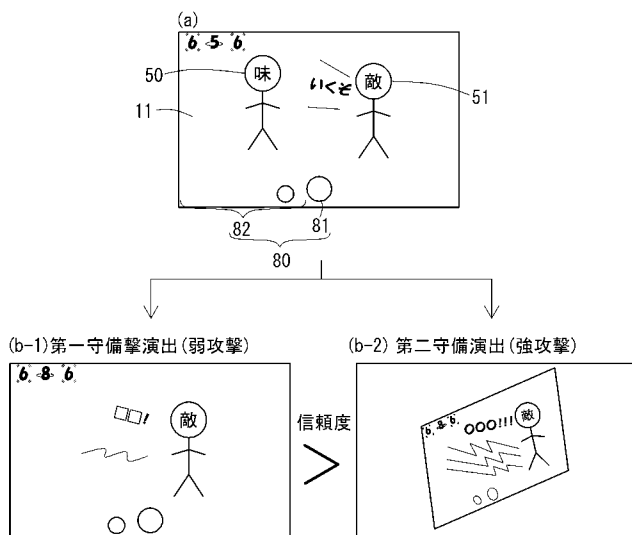 (a)
6 5 6
50
味
いくぞ
敵
51
11
82
81
80
(b-1)第一守備撃演出(弱攻撃)
(b-2) 第二守備演出(強攻撃)
6 8 6
□□!
敵
信頼度
>
6 8 6
○○○!!!
敵